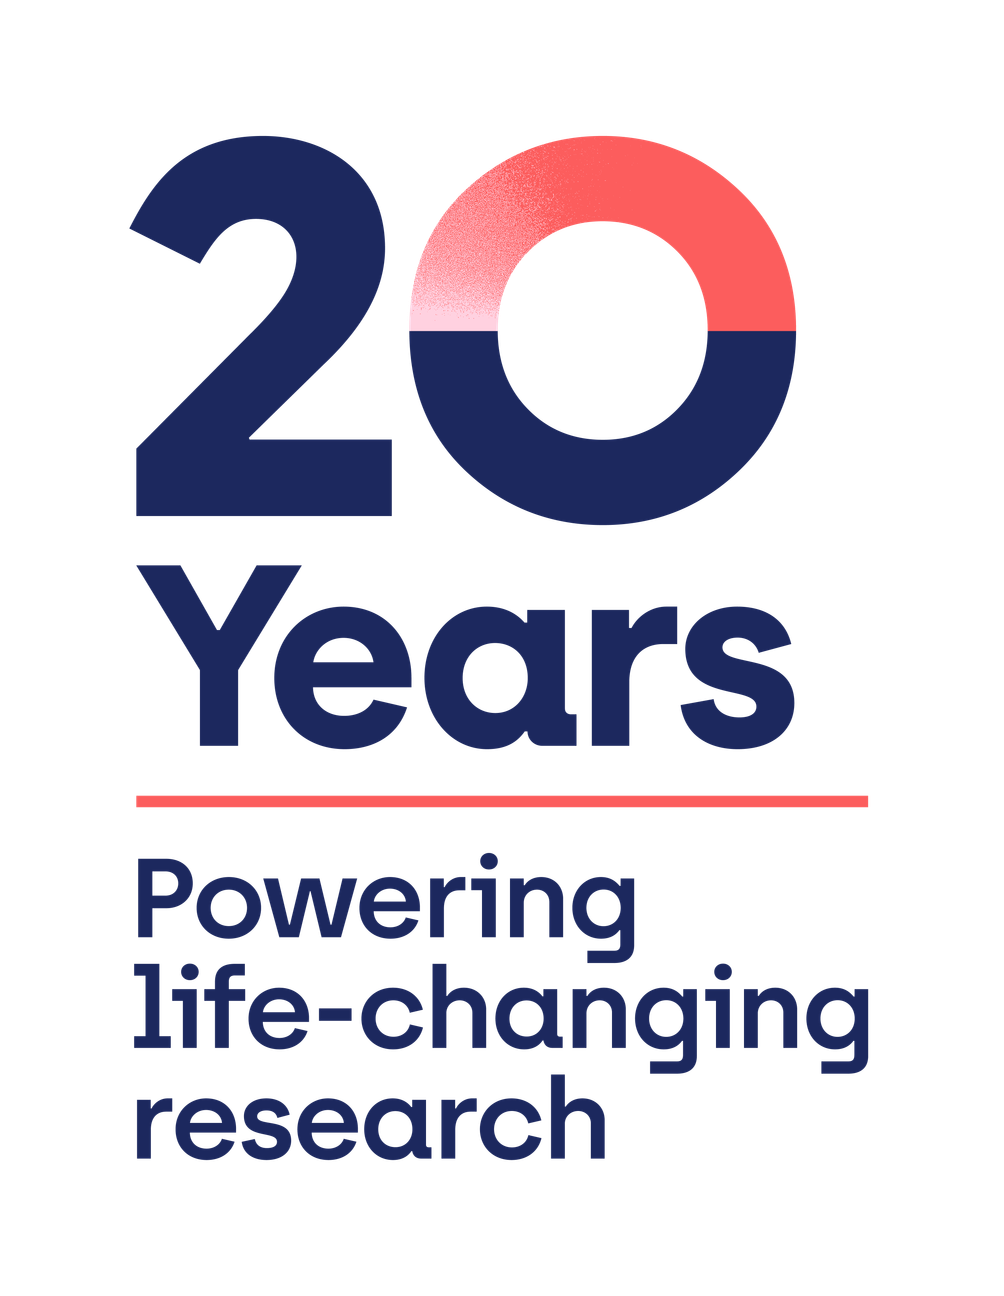 20
Years
Powering
life-changing
research